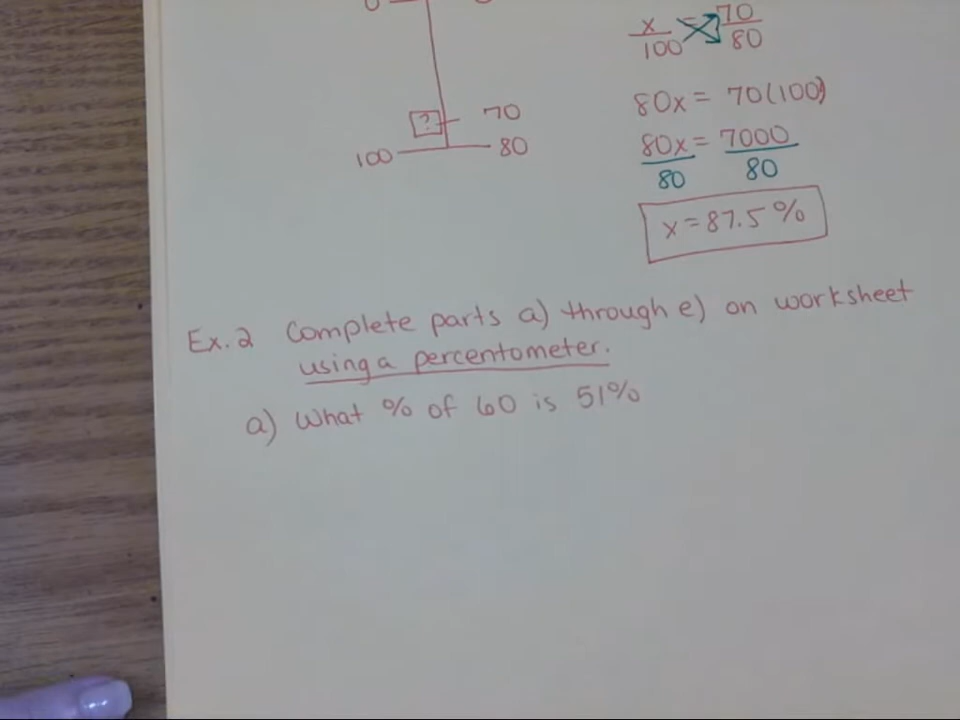 0
x/100 = 70/80
80x = 70(100)
? 70
80x = 7000
100 80
80 80
x = 87.5%
Ex. 2 Complete parts a) through e) on worksheet
using a percentometer.
a) What % of 60 is 51%